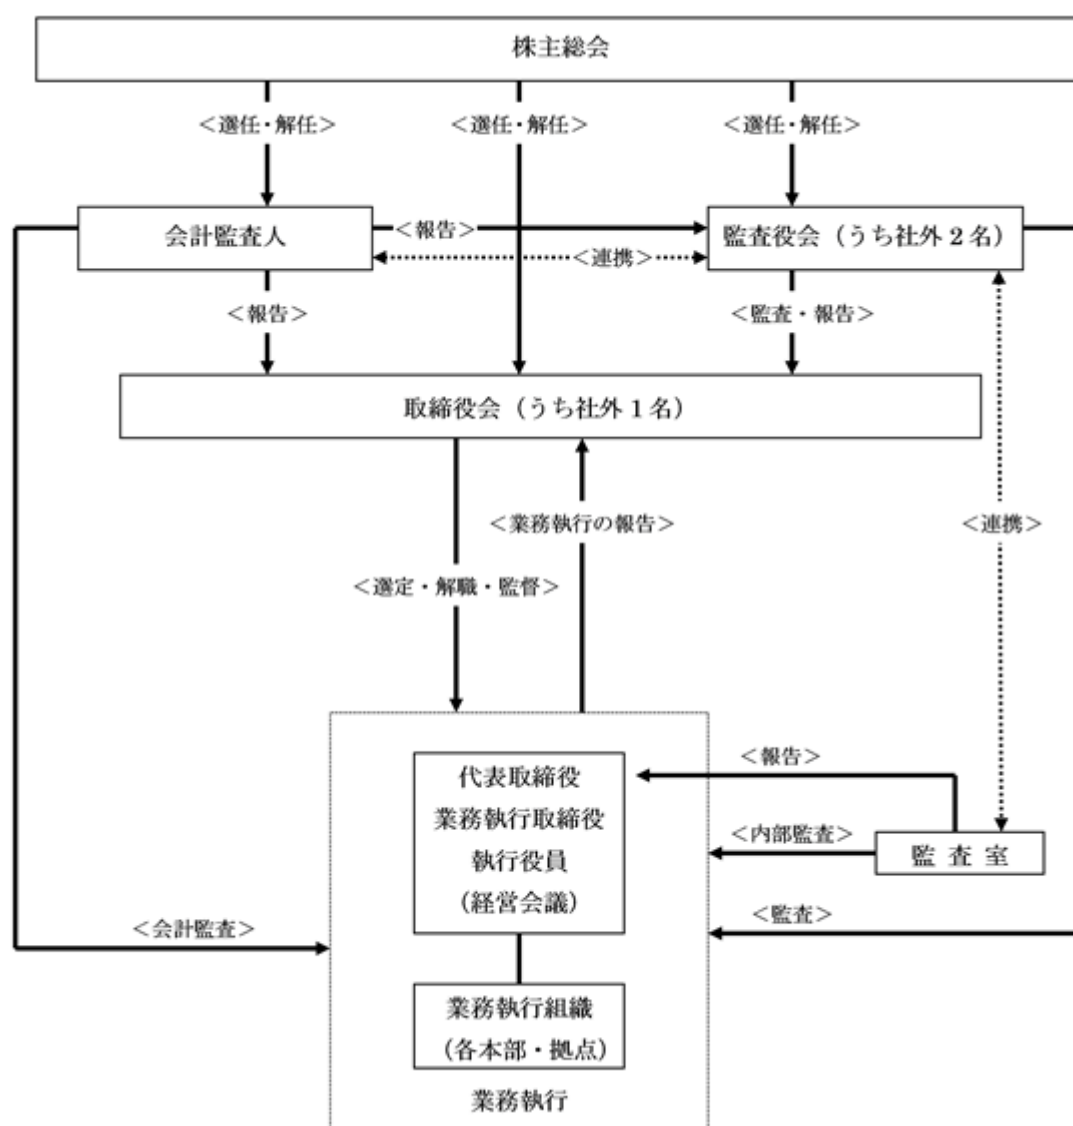 株主総会
＜選任・解任＞
＜選任・解任＞
＜選任・解任＞
会計監査人
＜報告＞
監査役会（うち社外２名）
＜連携＞
＜報告＞
＜監査・報告＞
取締役会（うち社外１名）
＜業務執行の報告＞
＜連携＞
＜選定・解職・監督＞
＜報告＞
代表取締役
業務執行取締役
執行役員
（経営会議）
＜内部監査＞
監 査 室
＜監査＞
＜会計監査＞
業務執行組織
（各本部・拠点）
業務執行